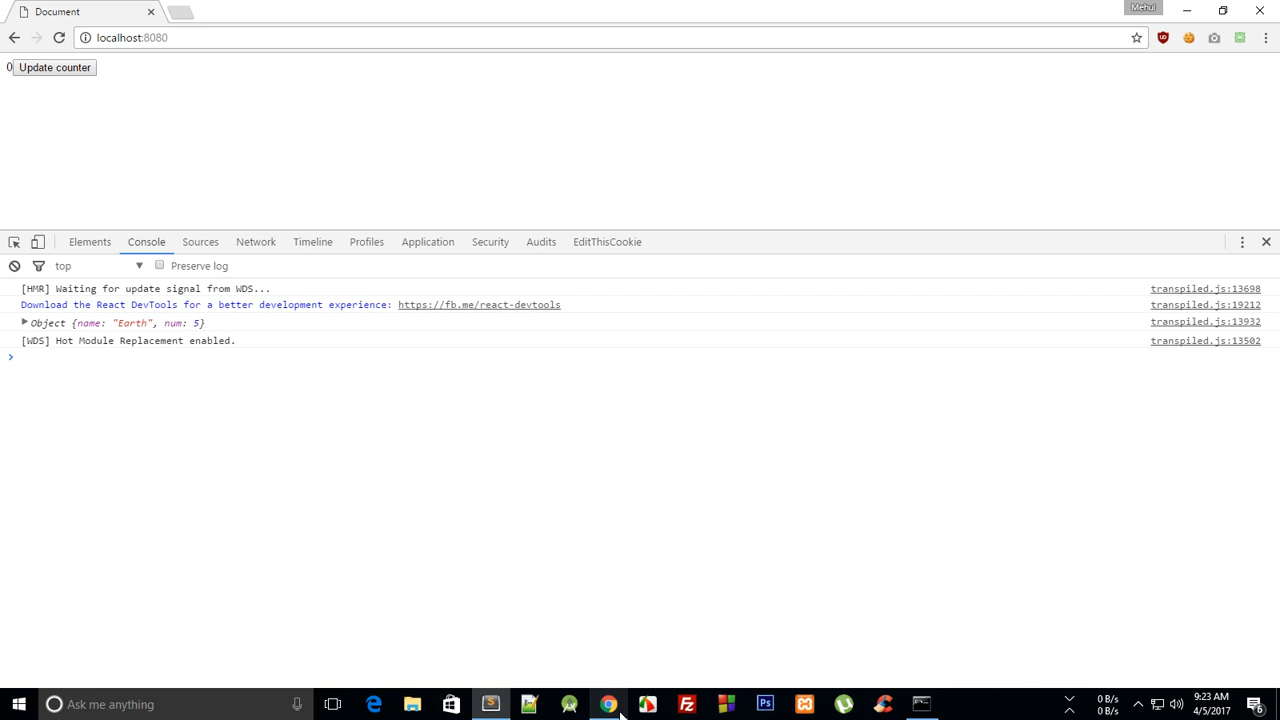 Document
Mehul
localhost:8080
0 Update counter
Elements Console Sources Network Timeline Profiles Application Security Audits EditThisCookie
top Preserve log
[HMR] Waiting for update signal from WDS... transpiled.js:13698
Download the React DevTools for a better development experience: https://fb.me/react-devtools transpiled.js:19212
Object {name: "Earth", num: 5} transpiled.js:13932
[WDS] Hot Module Replacement enabled. transpiled.js:13502
Ask me anything
0 B/s
0 B/s
9:23 AM
4/5/2017
6